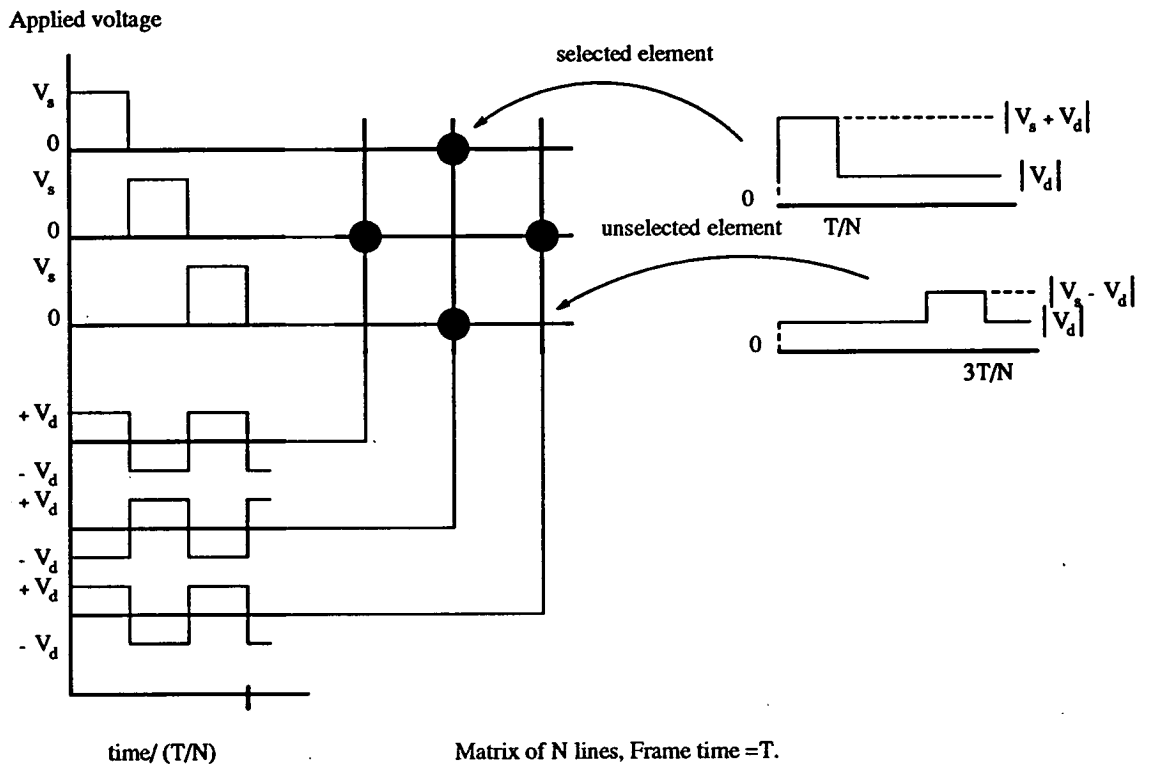 Applied voltage
selected element
V_s
0
V_s
0
V_s
0
|V_s + V_d|
|V_d|
0
T/N
unselected element
|V_s - V_d|
|V_d|
0
3T/N
+ V_d
- V_d
+ V_d
- V_d
+ V_d
- V_d
time/ (T/N)
Matrix of N lines, Frame time =T.